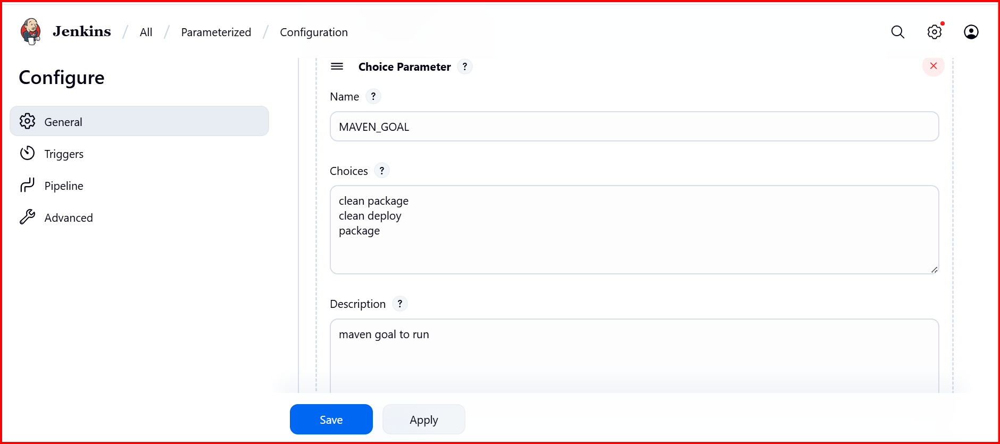 Jenkins / All / Parameterized / Configuration
Configure
General
Triggers
Pipeline
Advanced
Choice Parameter ?
Name ?
MAVEN_GOAL
Choices ?
clean package
clean deploy
package
Description ?
maven goal to run
Save
Apply